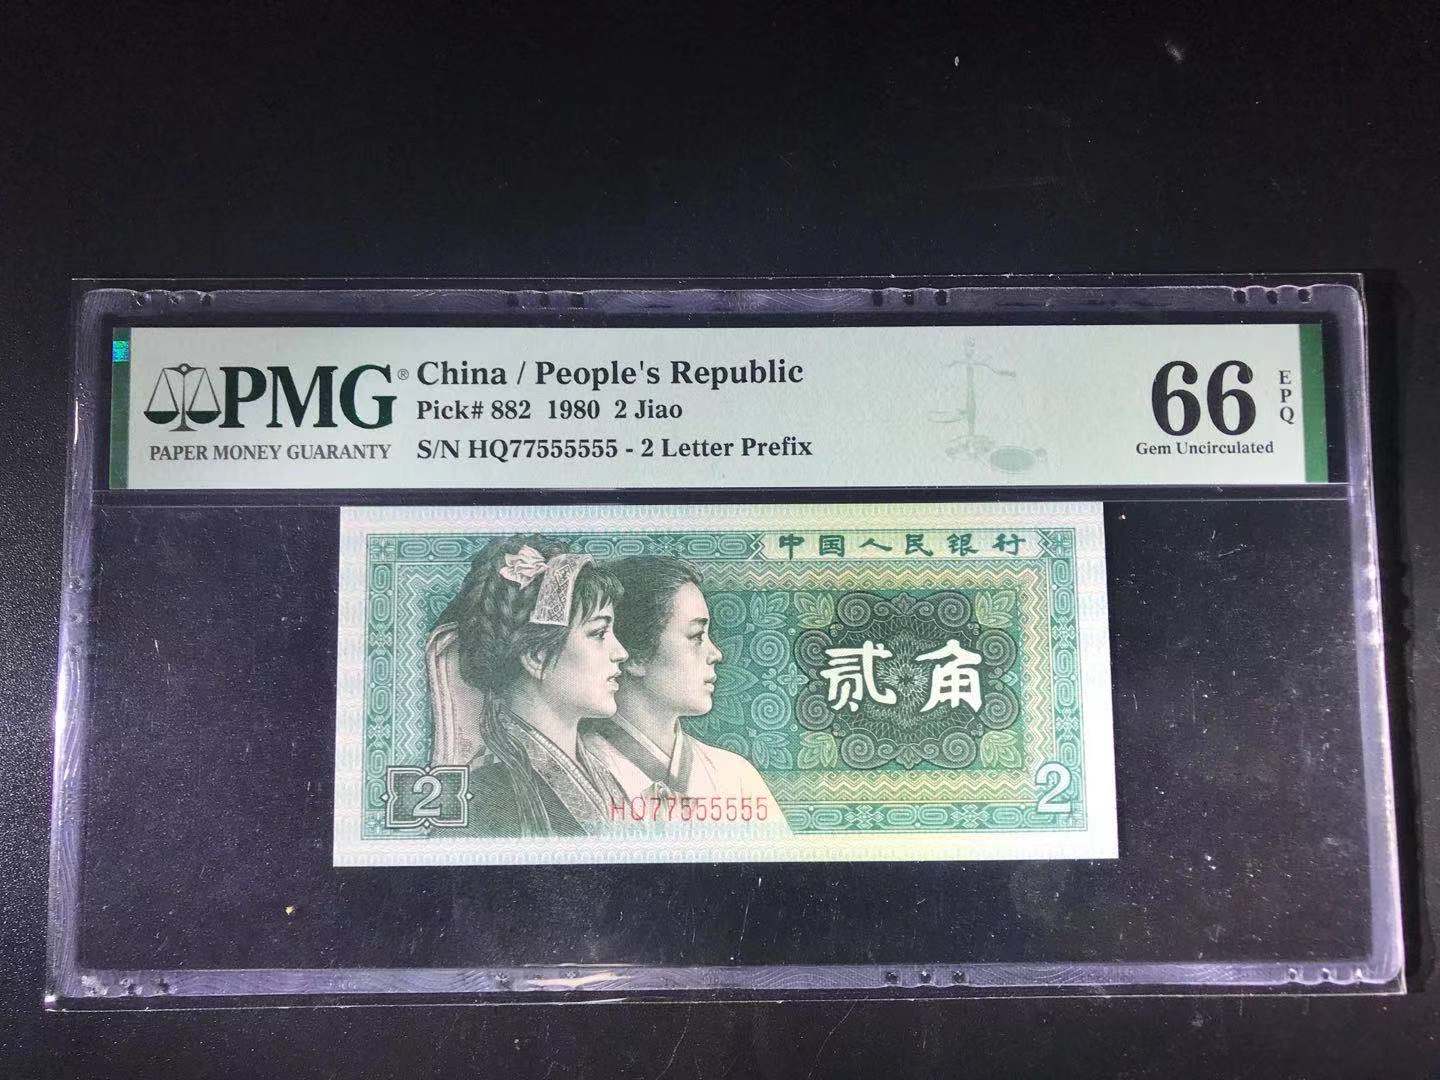 PMG®
PAPER MONEY GUARANTY
China / People's Republic
Pick# 882 1980 2 Jiao
S/N HQ77555555 - 2 Letter Prefix
66
EPQ
Gem Uncirculated
中国人民银行
贰角
2
HQ77555555
2